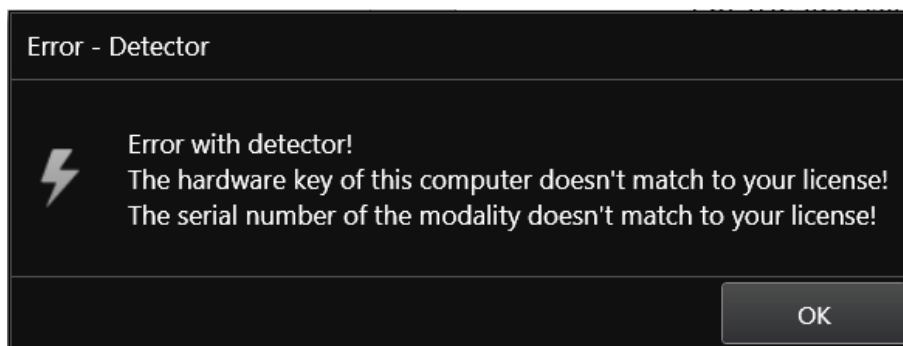 Error - Detector
Error with detector!
The hardware key of this computer doesn't match to your license!
The serial number of the modality doesn't match to your license!
OK